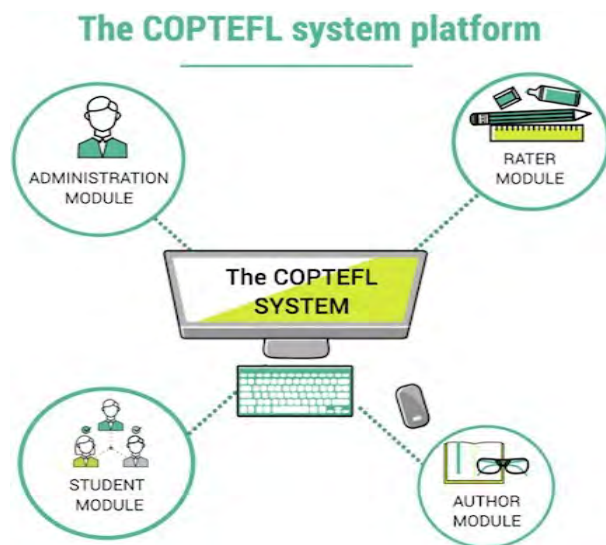 The COPTEFL system platform
ADMINISTRATION
MODULE
RATER
MODULE
The COPTEFL
SYSTEM
STUDENT
MODULE
AUTHOR
MODULE